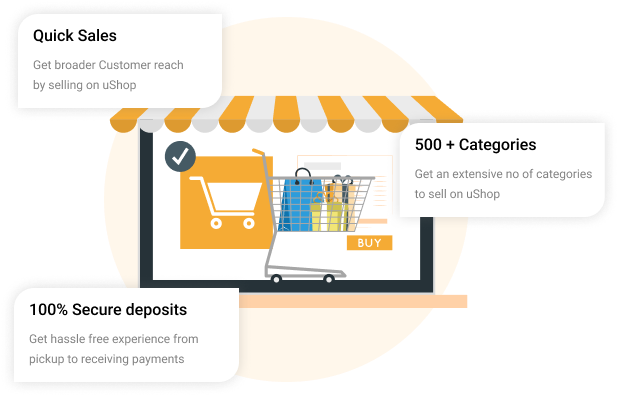 Quick Sales
Get broader Customer reach
by selling on uShop
500 + Categories
Get an extensive no of categories
to sell on uShop
BUY
100% Secure deposits
Get hassle free experience from
pickup to receiving payments